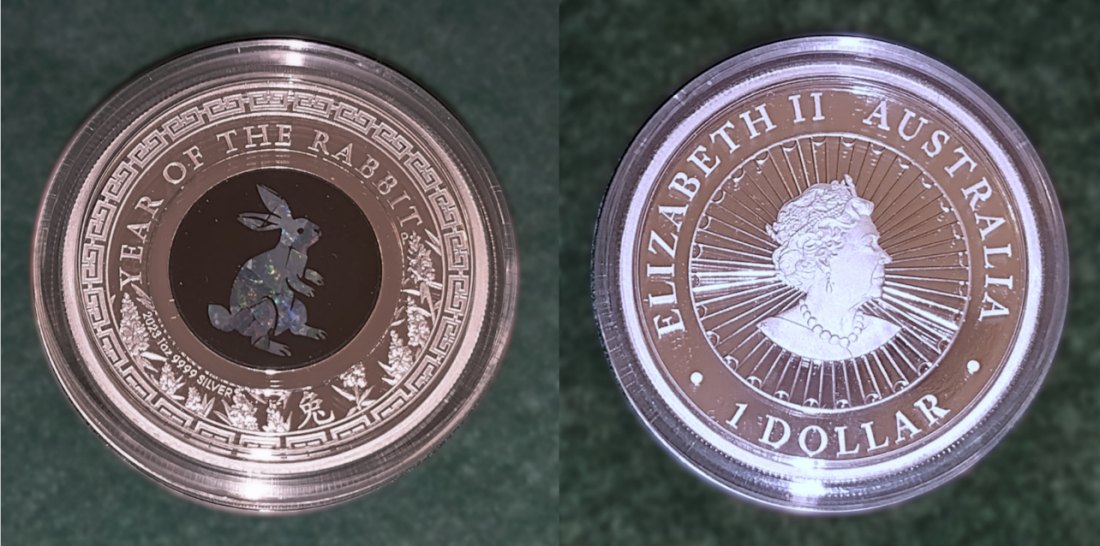 YEAR OF THE RABBIT
2023 1oz 9999 SILVER
兔
ELIZABETH II AUSTRALIA
1 DOLLAR